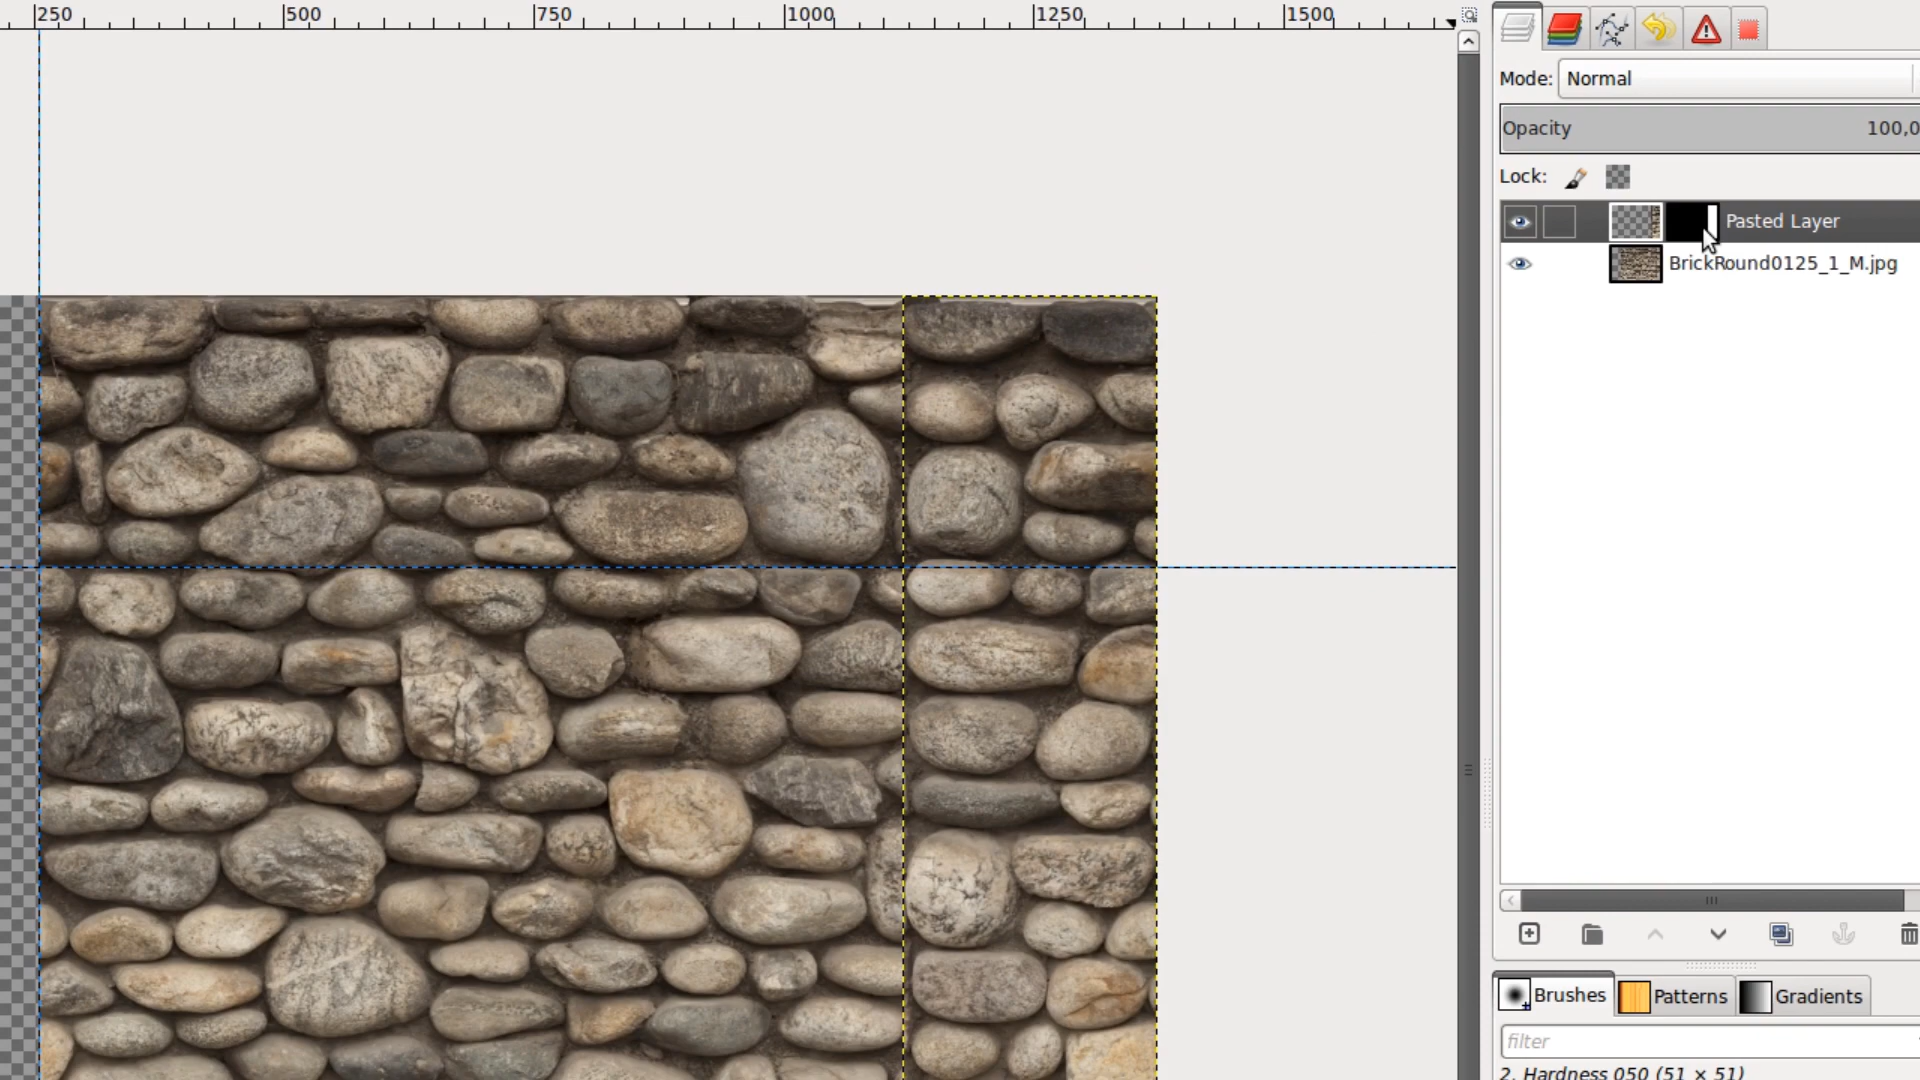 250 500 750 1000 1250 1500
Mode: Normal
Opacity 100,0
Lock:
Pasted Layer
BrickRound0125_1_M.jpg
Brushes Patterns Gradients
filter
2. Hardness 050 (51 × 51)